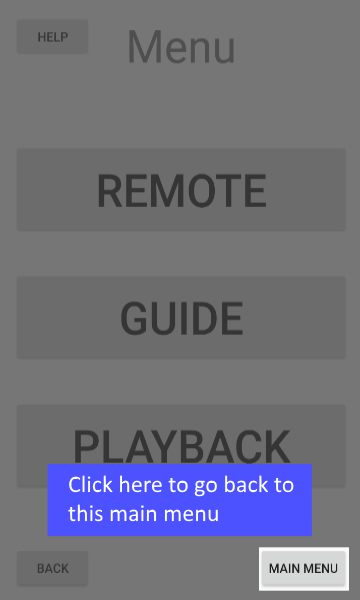 HELP
Menu
REMOTE
GUIDE
PLAYBACK
Click here to go back to
this main menu
BACK
MAIN MENU